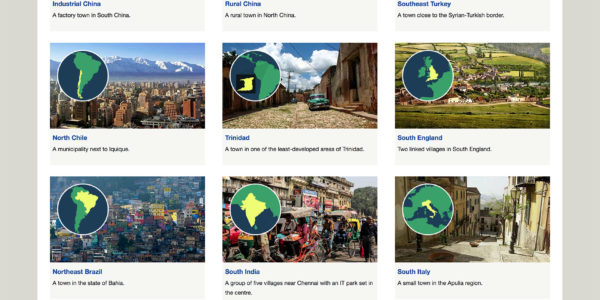 Industrial China
A factory town in South China.
Rural China
A rural town in North China.
Southeast Turkey
A town close to the Syrian-Turkish border.
North Chile
A municipality next to Iquique.
Trinidad
A town in one of the least-developed areas of Trinidad.
South England
Two linked villages in South England.
Northeast Brazil
A town in the state of Bahia.
South India
A group of five villages near Chennai with an IT park set in
the centre.
South Italy
A small town in the Apulia region.